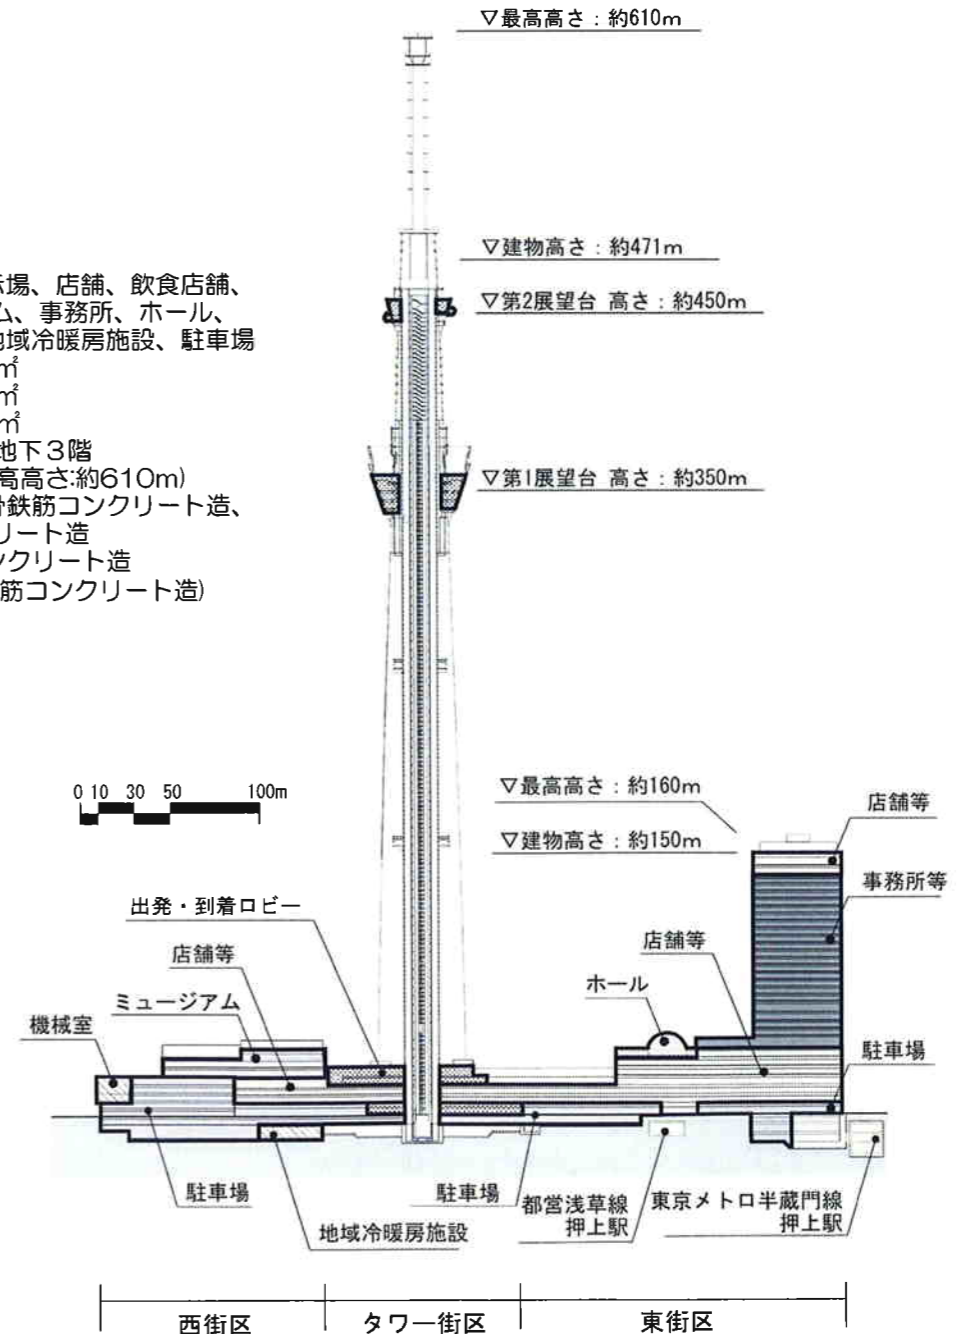 ▽最高高さ：約610m
▽建物高さ：約471m
▽第2展望台 高さ：約450m
▽第1展望台 高さ：約350m
場、店舗、飲食店舗、
ム、事務所、ホール、
地域冷暖房施設、駐車場
㎡
㎡
㎡
地下３階
高高さ:約610m)
骨鉄筋コンクリート造、
リート造
ンクリート造
筋コンクリート造)
0 10 30 50 100m
▽最高高さ：約160m
▽建物高さ：約150m
店舗等
事務所等
出発・到着ロビー
店舗等
ミュージアム
機械室
店舗等
ホール
駐車場
駐車場
地域冷暖房施設
駐車場
都営浅草線
押上駅
東京メトロ半蔵門線
押上駅
西街区
タワー街区
東街区